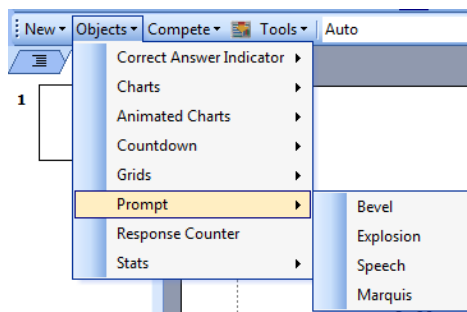 New Objects Compete Tools Auto
Correct Answer Indicator
Charts
1
Animated Charts
Countdown
Grids
Prompt
Bevel
Response Counter
Explosion
Stats
Speech
Marquis